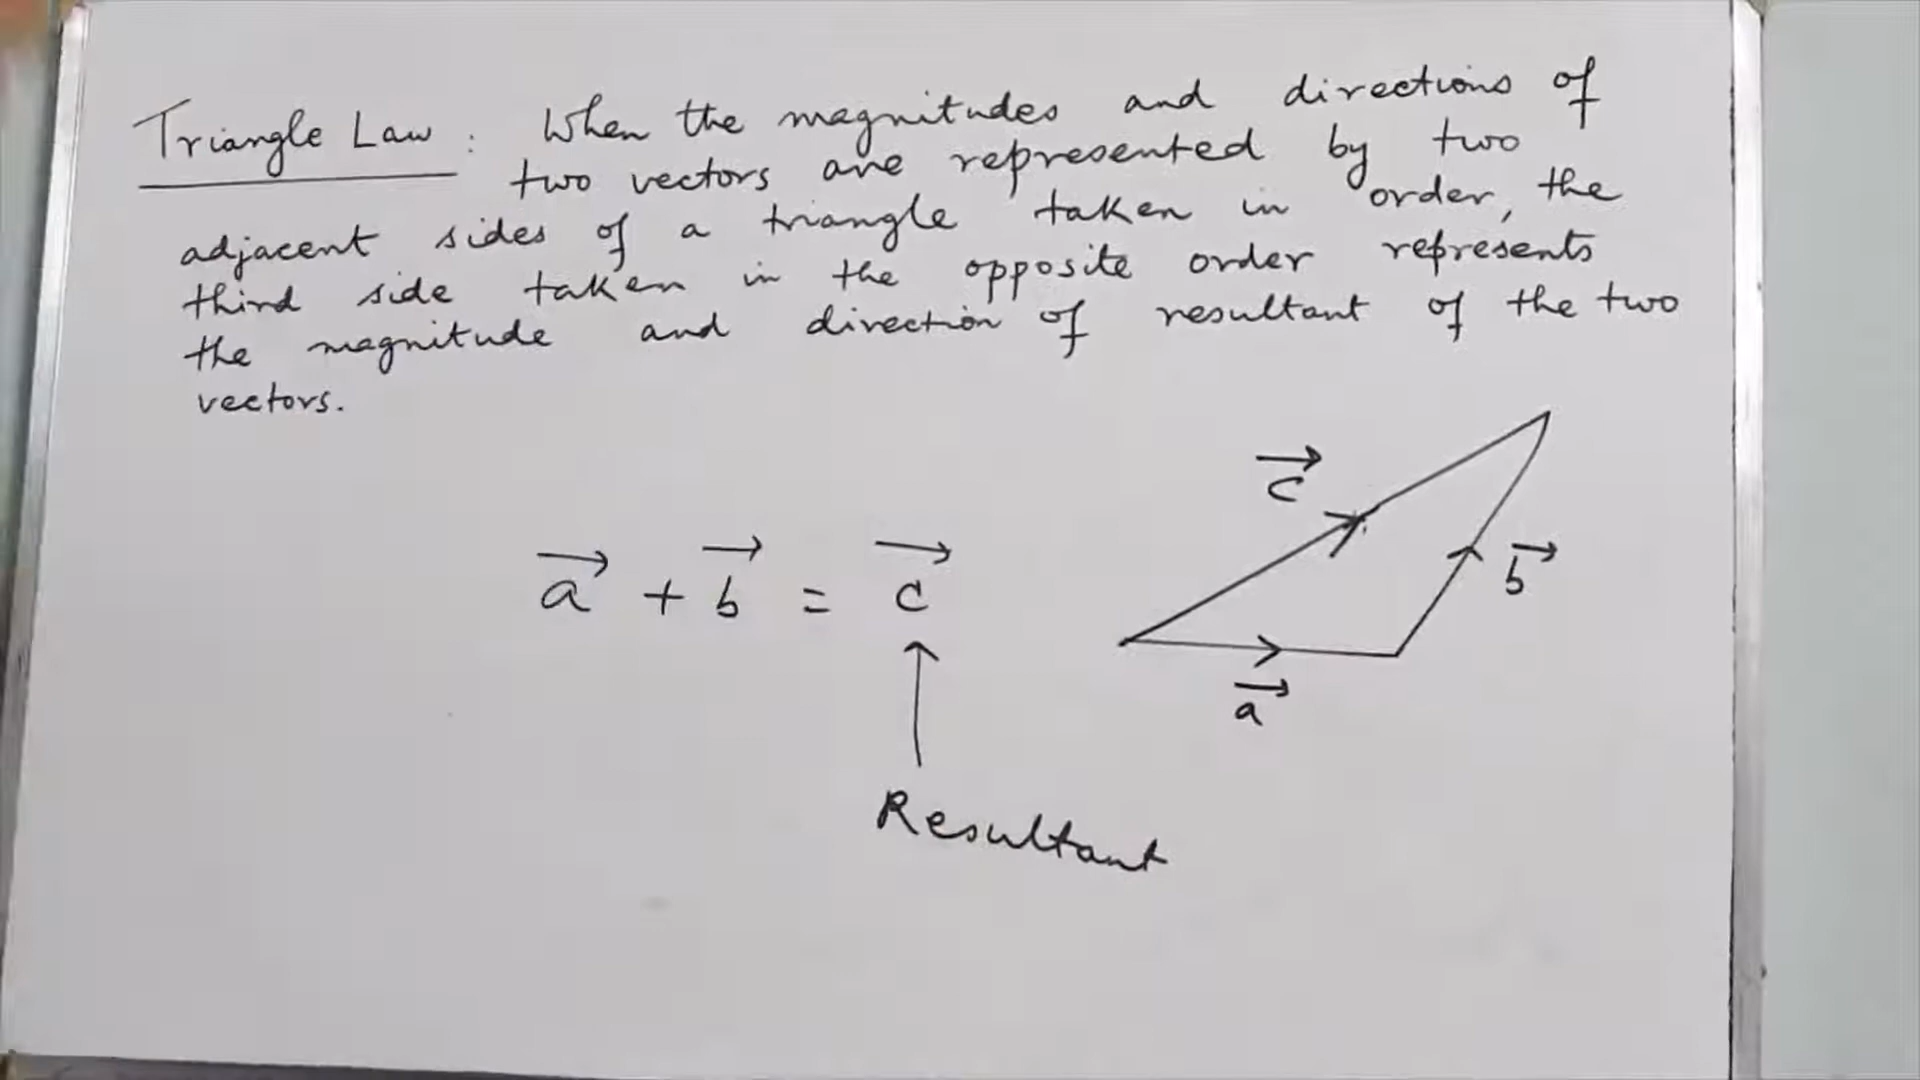 Triangle Law : When the magnitudes and directions of
two vectors are represented by two
adjacent sides of a triangle taken in order, the
third side taken in the opposite order represents
the magnitude and direction of resultant of the two
vectors.
c⃗
a⃗ + b⃗ = c⃗
b⃗
a⃗
Resultant